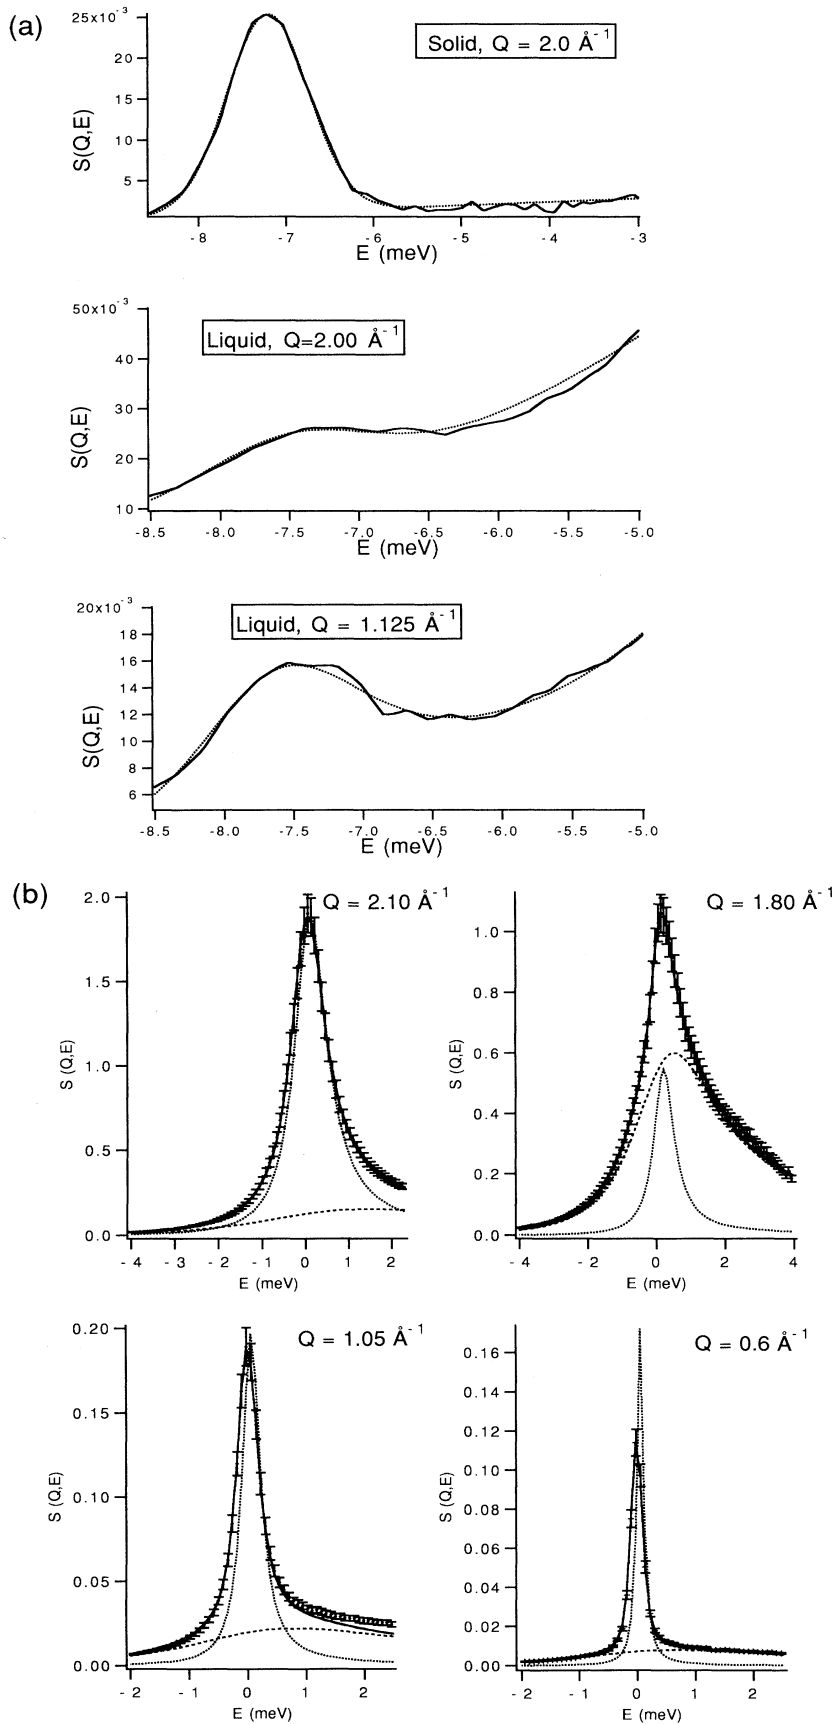 (a)
Solid, Q = 2.0 Å⁻¹
25x10⁻³
20
15
10
5
S(Q,E)
-8 -7 -6 -5 -4 -3
E (meV)
Liquid, Q=2.00 Å⁻¹
50x10⁻³
40
30
20
10
S(Q,E)
-8.5 -8.0 -7.5 -7.0 -6.5 -6.0 -5.5 -5.0
E (meV)
Liquid, Q = 1.125 Å⁻¹
20x10⁻³
18
16
14
12
10
8
6
S(Q,E)
-8.5 -8.0 -7.5 -7.0 -6.5 -6.0 -5.5 -5.0
E (meV)
(b)
Q = 2.10 Å⁻¹
2.0
1.5
1.0
0.5
0.0
S (Q,E)
-4 -3 -2 -1 0 1 2
E (meV)
Q = 1.80 Å⁻¹
1.0
0.8
0.6
0.4
0.2
0.0
S (Q,E)
-4 -2 0 2 4
E (meV)
Q = 1.05 Å⁻¹
0.20
0.15
0.10
0.05
0.00
S (Q,E)
-2 -1 0 1 2
E (meV)
Q = 0.6 Å⁻¹
0.16
0.14
0.12
0.10
0.08
0.06
0.04
0.02
0.00
S (Q,E)
-2 -1 0 1 2
E (meV)